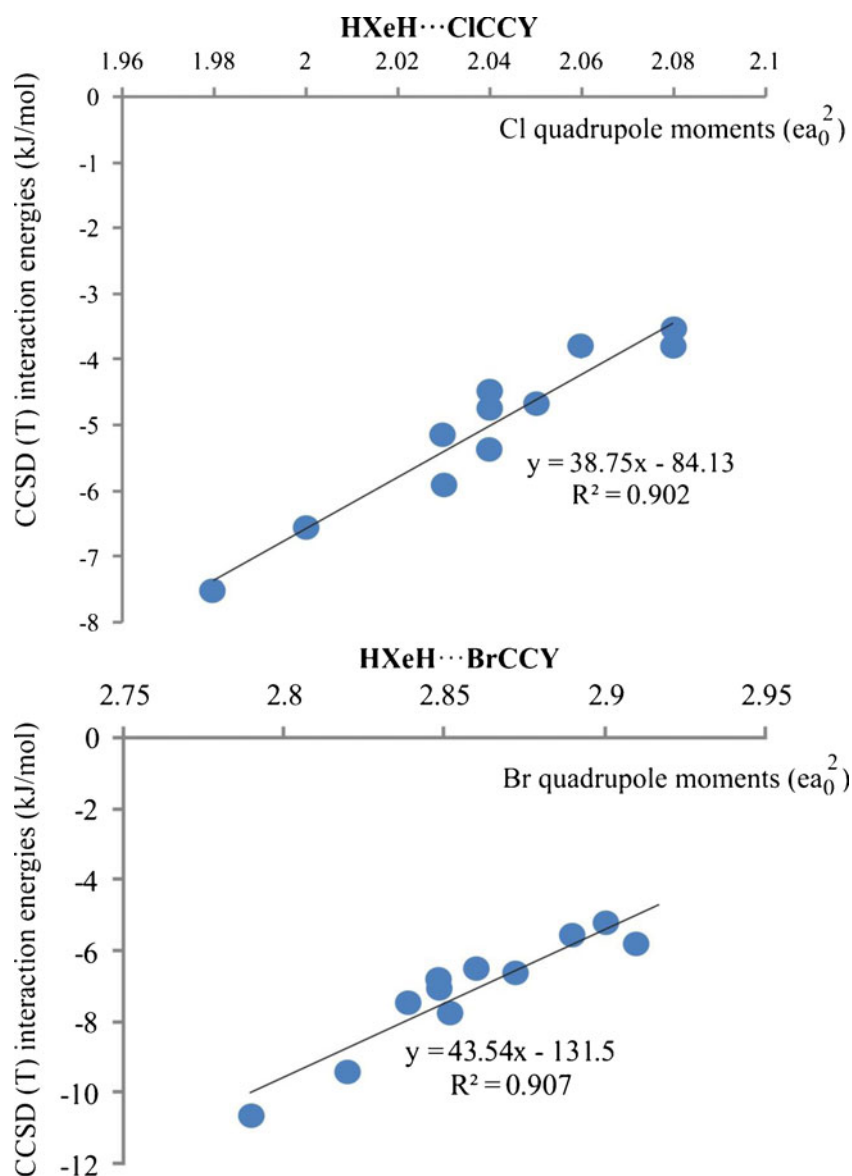 HXeH···ClCCY
1.96 1.98 2 2.02 2.04 2.06 2.08 2.1
0
Cl quadrupole moments (ea₀²)
-1
-2
-3
-4
-5
-6
-7
-8
CCSD (T) interaction energies (kJ/mol)
y = 38.75x - 84.13
R² = 0.902
HXeH···BrCCY
2.75 2.8 2.85 2.9 2.95
0
Br quadrupole moments (ea₀²)
-2
-4
-6
-8
-10
-12
CCSD (T) interaction energies (kJ/mol)
y = 43.54x - 131.5
R² = 0.907